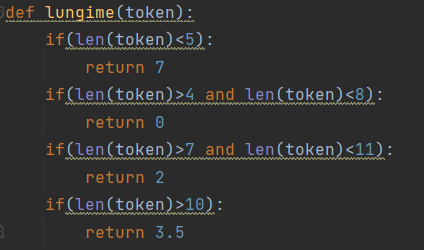 def lungime(token):
    if(len(token)<5):
        return 7
    if(len(token)>4 and len(token)<8):
        return 0
    if(len(token)>7 and len(token)<11):
        return 2
    if(len(token)>10):
        return 3.5